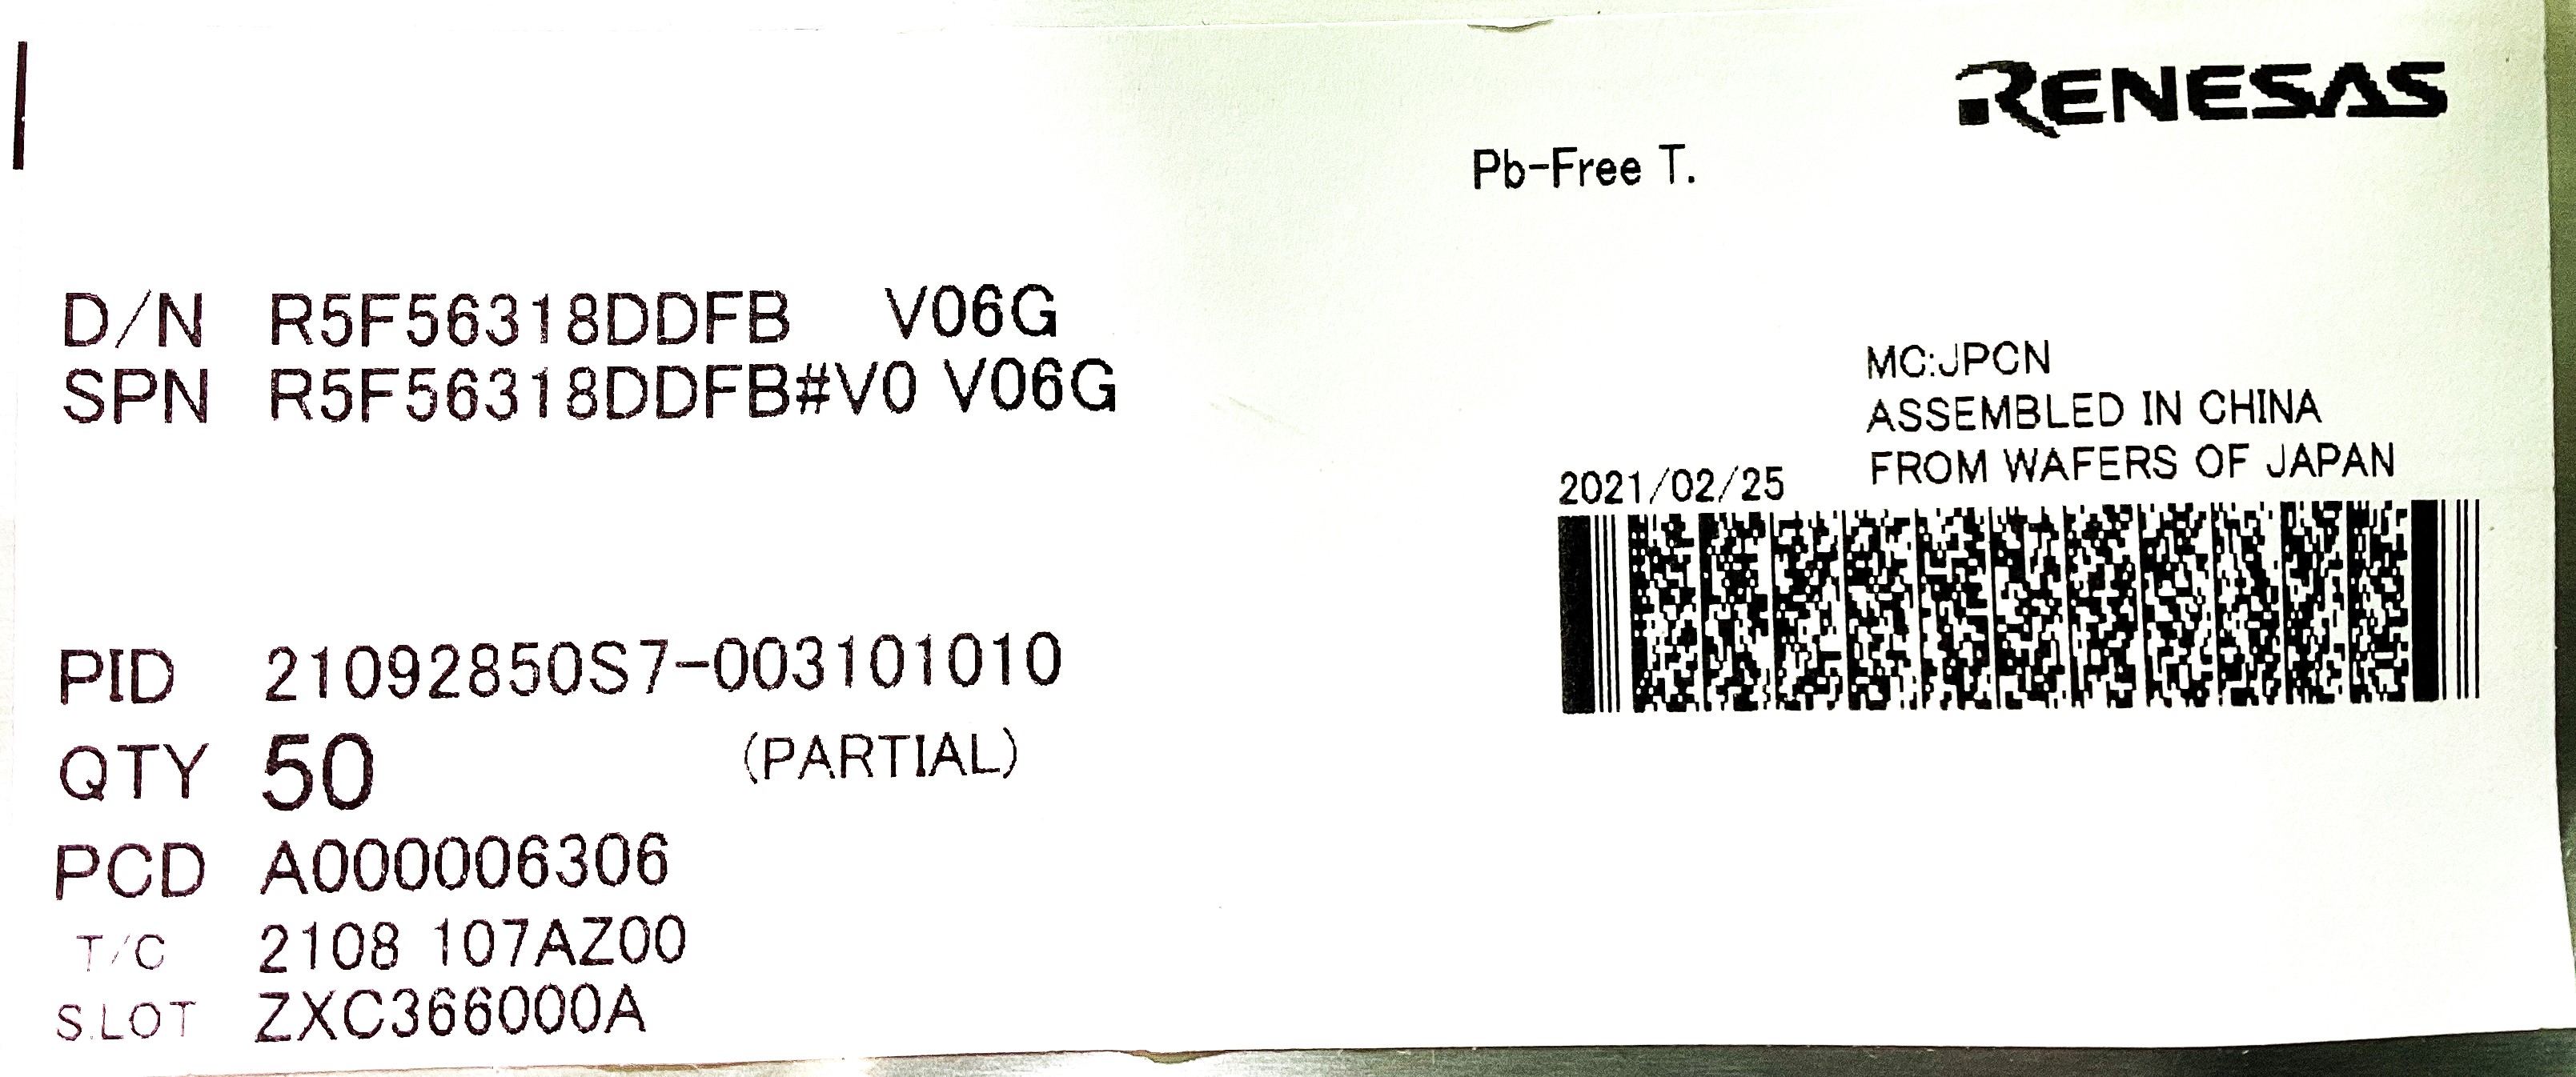 RENESAS
Pb-Free T.
D/N R5F56318DDFB V06G
SPN R5F56318DDFB#V0 V06G
MC:JPCN
ASSEMBLED IN CHINA
FROM WAFERS OF JAPAN
2021/02/25
PID 21092850S7-003101010
QTY 50 (PARTIAL)
PCD A000006306
T/C 2108 107AZ00
S.LOT ZXC366000A